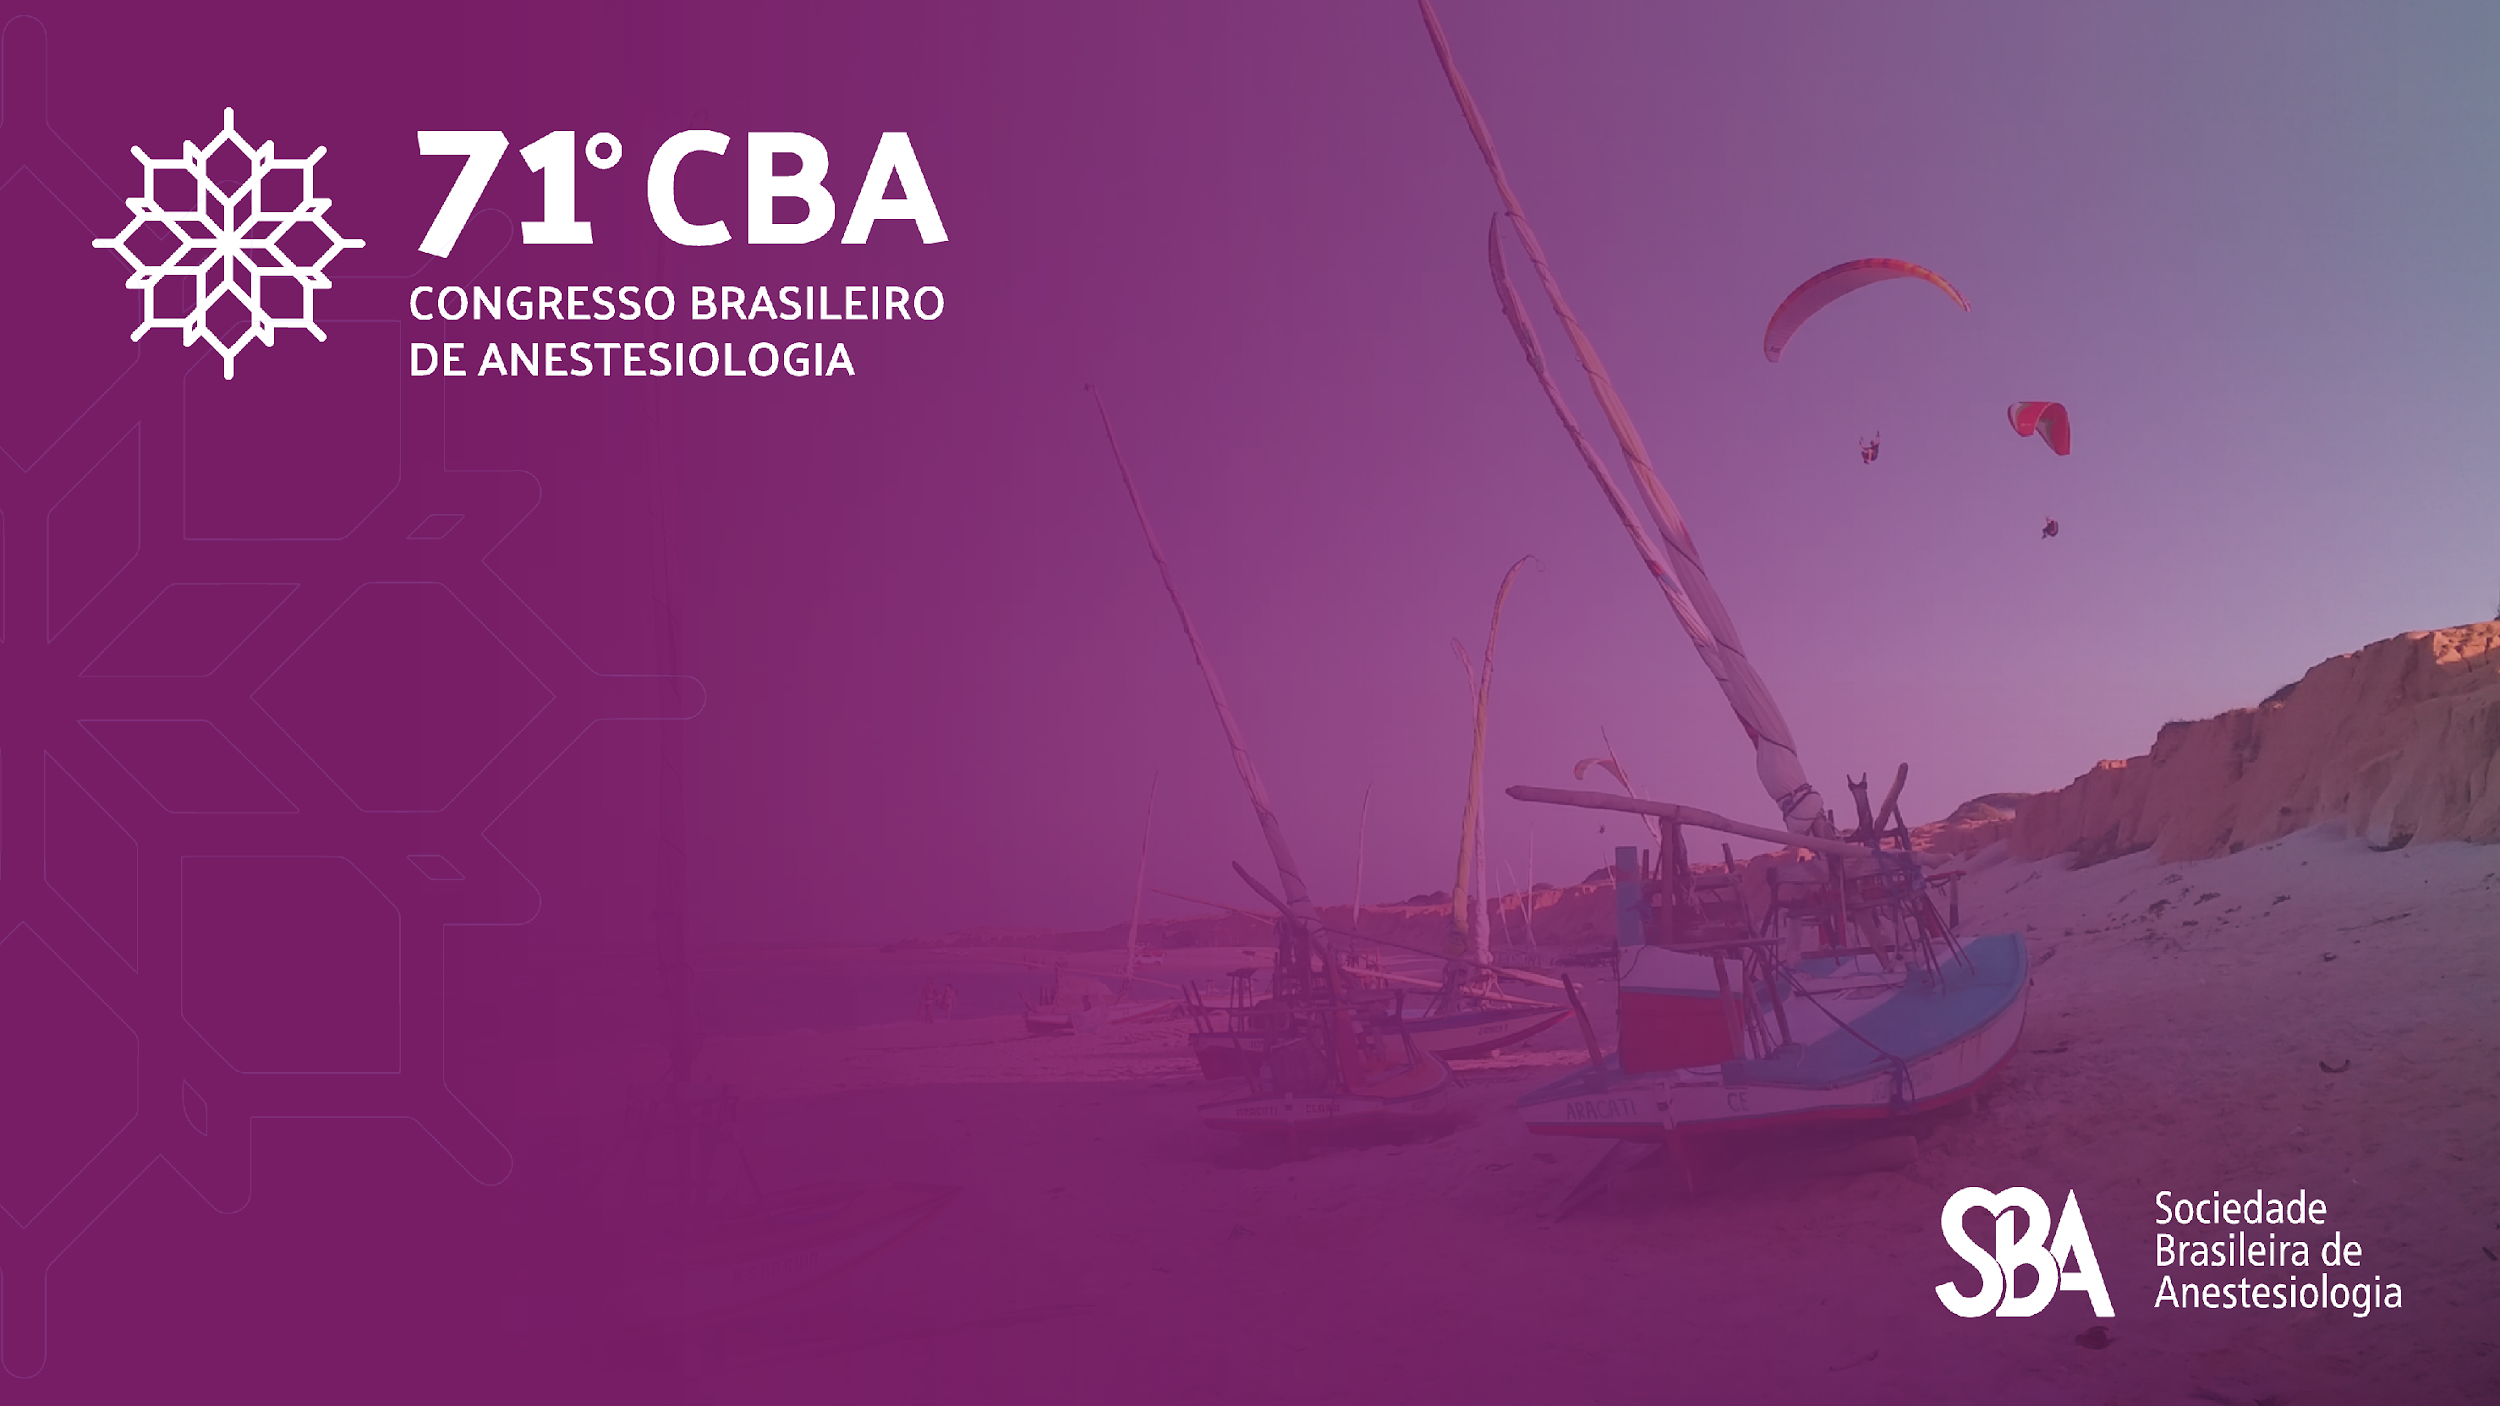 71° CBA
CONGRESSO BRASILEIRO
DE ANESTESIOLOGIA
ARACATI CE
SBA
Sociedade
Brasileira de
Anestesiologia